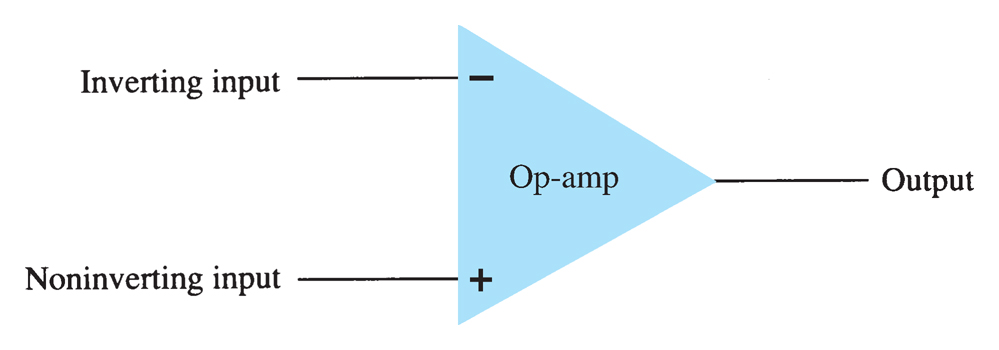 Inverting input
−
Op-amp
Output
Noninverting input
+